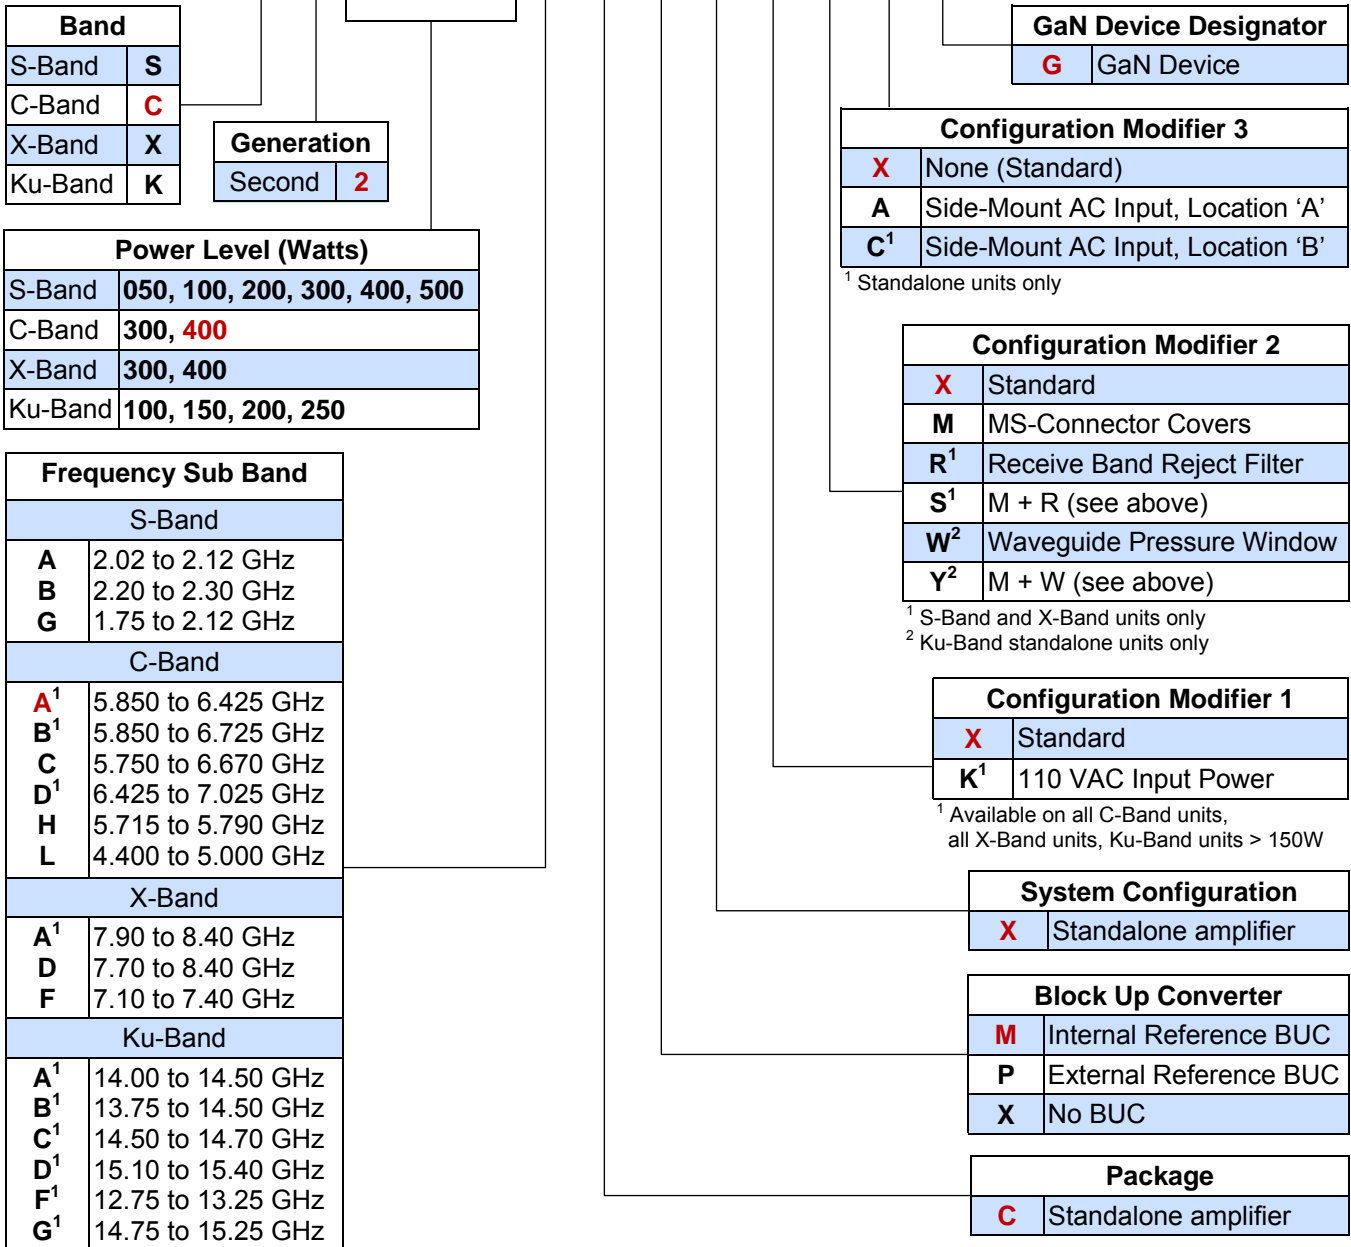 Band
S-Band S
C-Band C
X-Band X
Ku-Band K
Generation
Second 2
Power Level (Watts)
S-Band 050, 100, 200, 300, 400, 500
C-Band 300, 400
X-Band 300, 400
Ku-Band 100, 150, 200, 250
Frequency Sub Band
S-Band
A 2.02 to 2.12 GHz
B 2.20 to 2.30 GHz
G 1.75 to 2.12 GHz
C-Band
A¹ 5.850 to 6.425 GHz
B¹ 5.850 to 6.725 GHz
C 5.750 to 6.670 GHz
D¹ 6.425 to 7.025 GHz
H 5.715 to 5.790 GHz
L 4.400 to 5.000 GHz
X-Band
A¹ 7.90 to 8.40 GHz
D 7.70 to 8.40 GHz
F 7.10 to 7.40 GHz
Ku-Band
A¹ 14.00 to 14.50 GHz
B¹ 13.75 to 14.50 GHz
C¹ 14.50 to 14.70 GHz
D¹ 15.10 to 15.40 GHz
F¹ 12.75 to 13.25 GHz
G¹ 14.75 to 15.25 GHz
GaN Device Designator
G GaN Device
Configuration Modifier 3
X None (Standard)
A Side-Mount AC Input, Location ‘A’
C¹ Side-Mount AC Input, Location ‘B’
¹ Standalone units only
Configuration Modifier 2
X Standard
M MS-Connector Covers
R¹ Receive Band Reject Filter
S¹ M + R (see above)
W² Waveguide Pressure Window
Y² M + W (see above)
¹ S-Band and X-Band units only
² Ku-Band standalone units only
Configuration Modifier 1
X Standard
K¹ 110 VAC Input Power
¹ Available on all C-Band units,
all X-Band units, Ku-Band units > 150W
System Configuration
X Standalone amplifier
Block Up Converter
M Internal Reference BUC
P External Reference BUC
X No BUC
Package
C Standalone amplifier